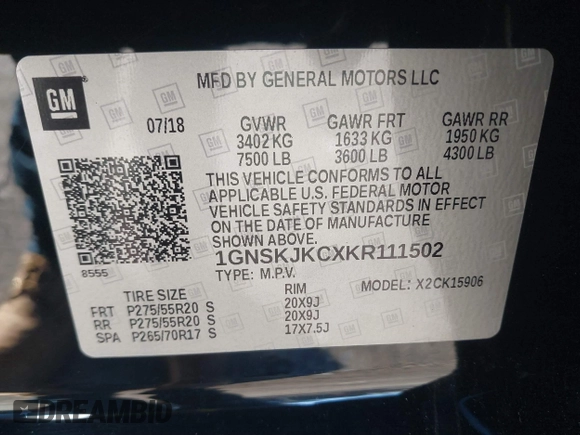 GM
MFD BY GENERAL MOTORS LLC
07/18 GVWR GAWR FRT GAWR RR
3402 KG 1633 KG 1950 KG
7500 LB 3600 LB 4300 LB
THIS VEHICLE CONFORMS TO ALL
APPLICABLE U.S. FEDERAL MOTOR
VEHICLE SAFETY STANDARDS IN EFFECT
ON THE DATE OF MANUFACTURE
SHOWN ABOVE.
8555
1GNSKJKCXKR111502
TYPE: M.P.V. MODEL: X2CK15906
TIRE SIZE RIM
FRT P275/55R20 S 20X9J
RR P275/55R20 S 20X9J
SPA P265/70R17 S 17X7.5J
DREAMBID